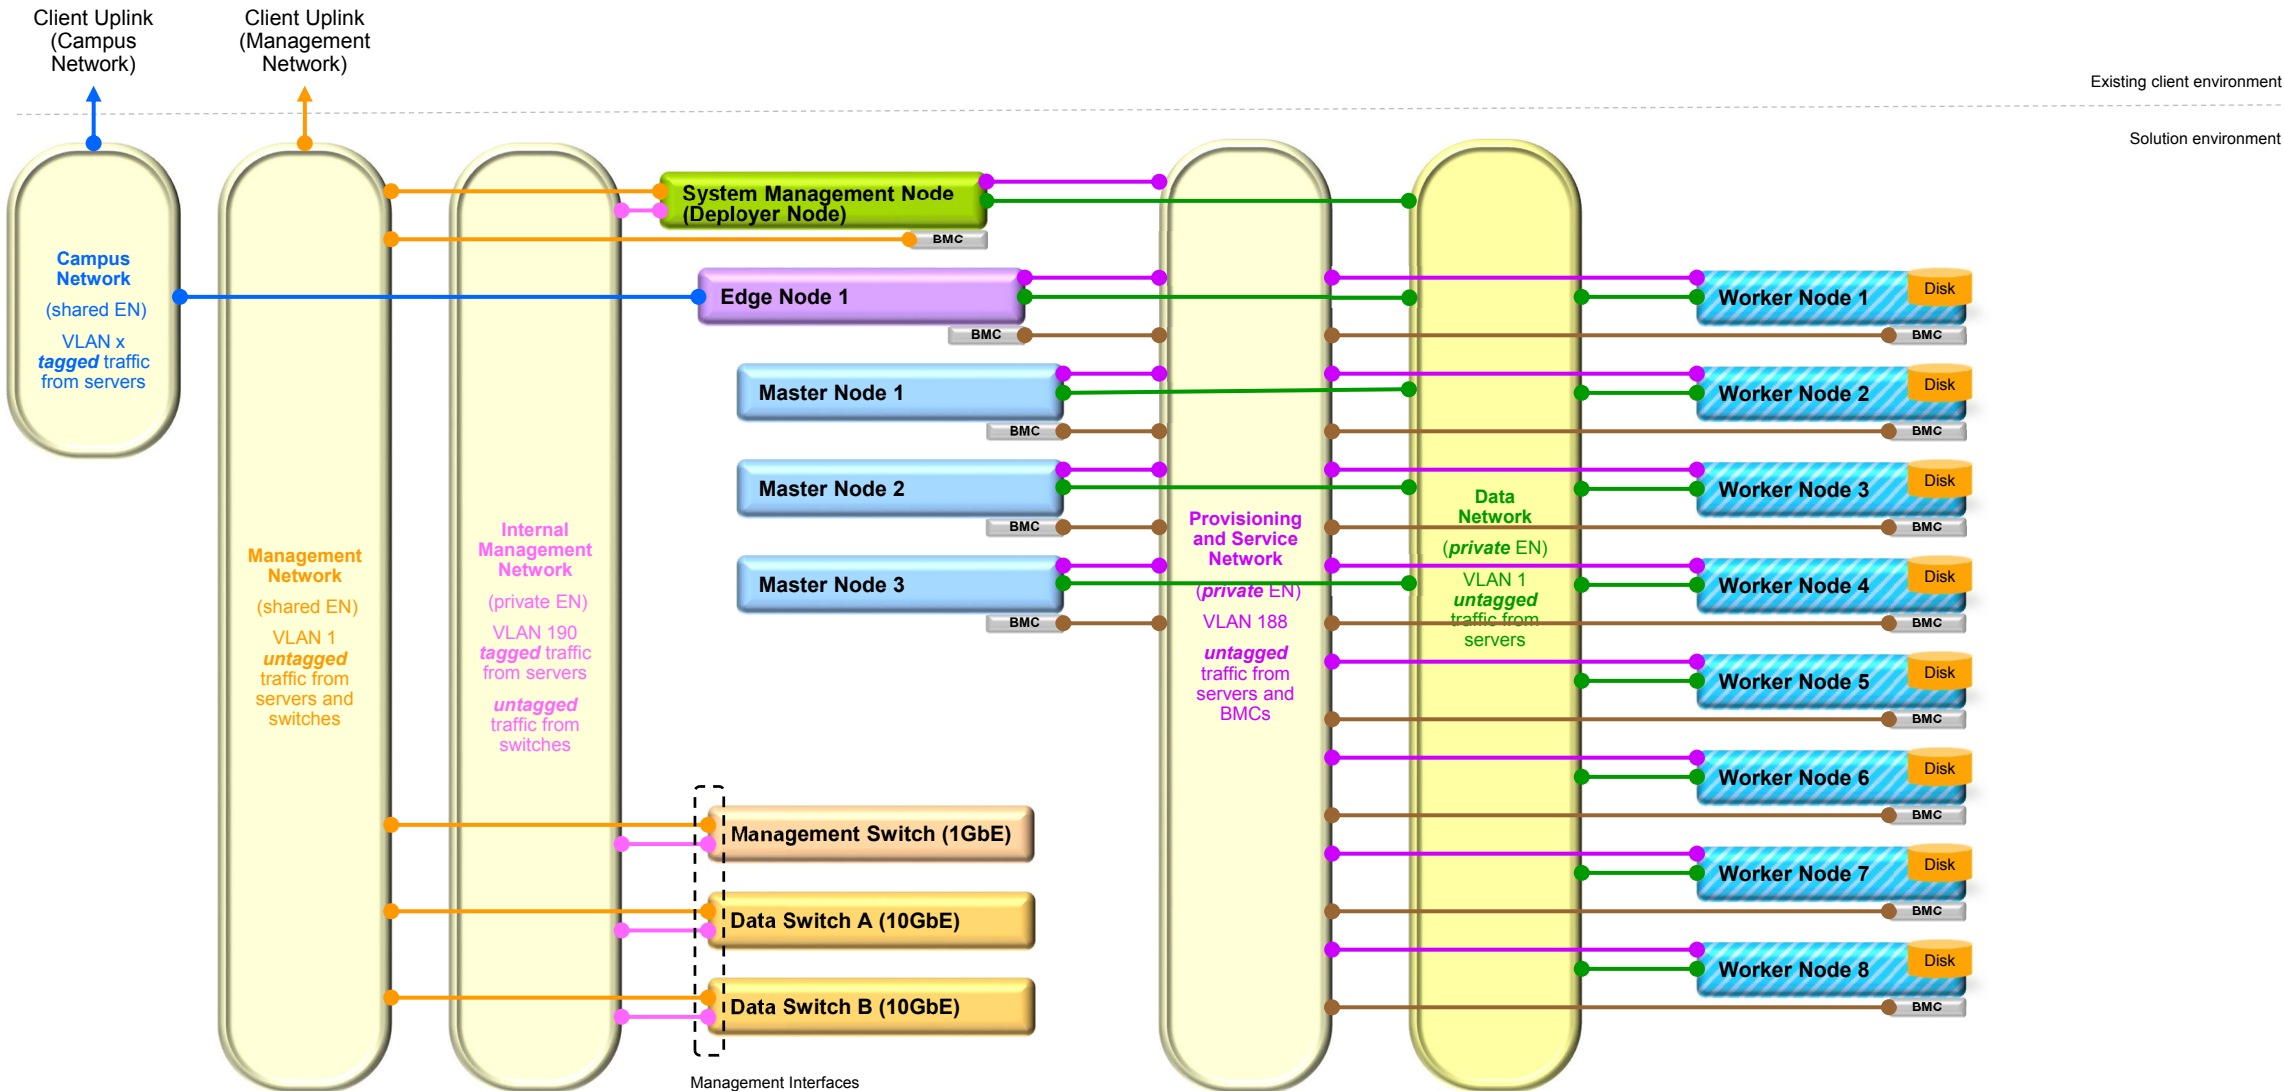 Client Uplink
(Campus
Network)
Client Uplink
(Management
Network)
Existing client environment
Solution environment
Campus
Network
(shared EN)
VLAN x
tagged traffic
from servers
Management
Network
(shared EN)
VLAN 1
untagged
traffic from
servers and
switches
Internal
Management
Network
(private EN)
VLAN 190
tagged traffic
from servers
untagged
traffic from
switches
System Management Node
(Deployer Node)
BMC
Edge Node 1
BMC
Master Node 1
BMC
Master Node 2
BMC
Master Node 3
BMC
Management Switch (1GbE)
Data Switch A (10GbE)
Data Switch B (10GbE)
Management Interfaces
Provisioning
and Service
Network
(private EN)
VLAN 188
untagged
traffic from
servers and
BMCs
Data
Network
(private EN)
VLAN 1
untagged
traffic from
servers
Worker Node 1
Disk
BMC
Worker Node 2
Disk
BMC
Worker Node 3
Disk
BMC
Worker Node 4
Disk
BMC
Worker Node 5
Disk
BMC
Worker Node 6
Disk
BMC
Worker Node 7
Disk
BMC
Worker Node 8
Disk
BMC